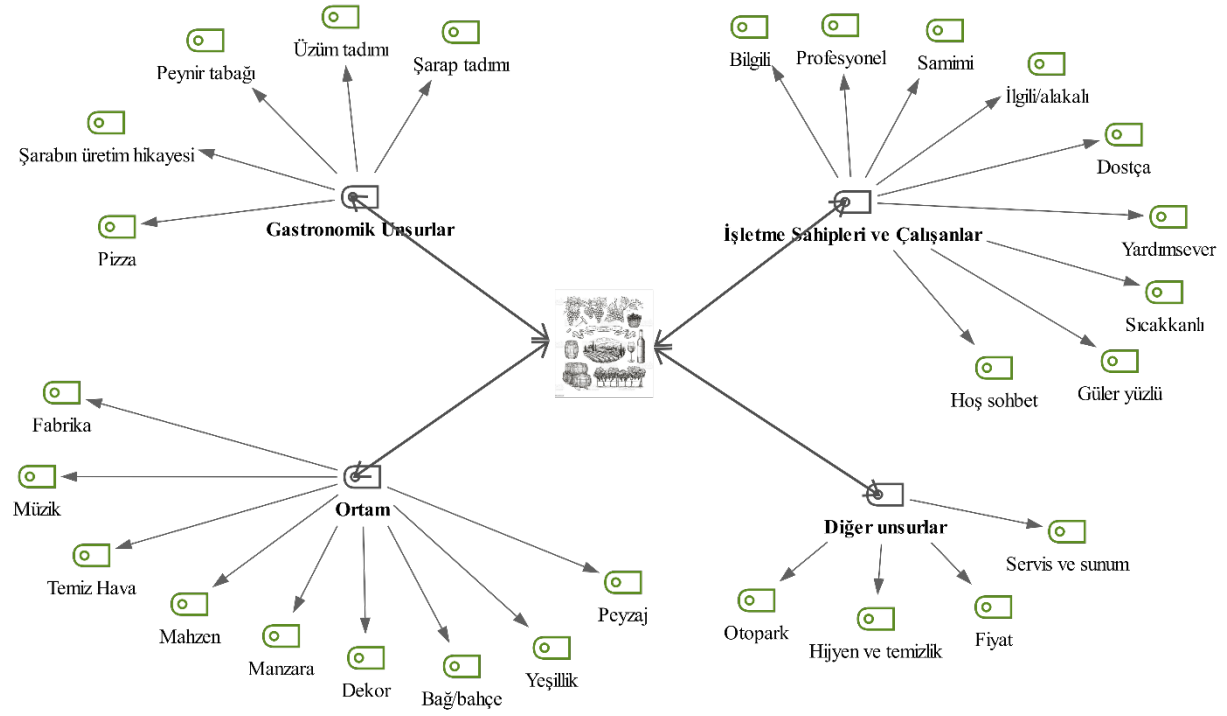 Peynir tabağı
Üzüm tadımı
Şarap tadımı
Şarabın üretim hikayesi
Pizza
Gastronomik Unsurlar
Bilgili
Profesyonel
Samimi
İlgili/alakalı
Dostça
Yardımsever
Sıcakkanlı
Güler yüzlü
Hoş sohbet
İşletme Sahipleri ve Çalışanlar
Fabrika
Müzik
Temiz Hava
Mahzen
Manzara
Dekor
Bağ/bahçe
Yeşillik
Peyzaj
Ortam
Diğer unsurlar
Servis ve sunum
Otopark
Hijyen ve temizlik
Fiyat